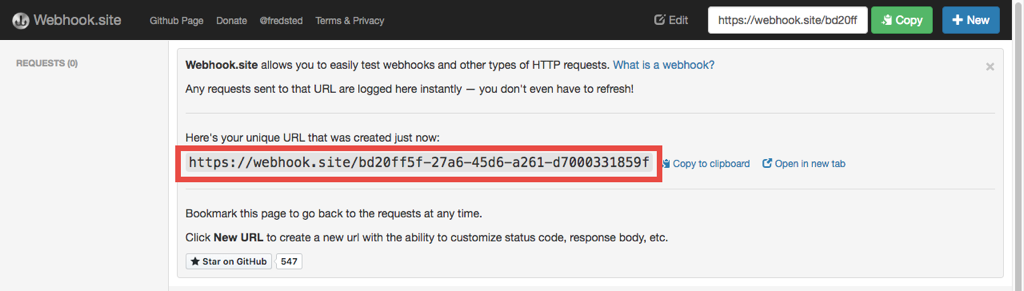 Webhook.site Github Page Donate @fredsted Terms & Privacy Edit https://webhook.site/bd20ff Copy + New
REQUESTS (0)
Webhook.site allows you to easily test webhooks and other types of HTTP requests. What is a webhook? ×
Any requests sent to that URL are logged here instantly — you don't even have to refresh!
Here's your unique URL that was created just now:
https://webhook.site/bd20ff5f-27a6-45d6-a261-d7000331859f Copy to clipboard Open in new tab
Bookmark this page to go back to the requests at any time.
Click New URL to create a new url with the ability to customize status code, response body, etc.
Star on GitHub 547